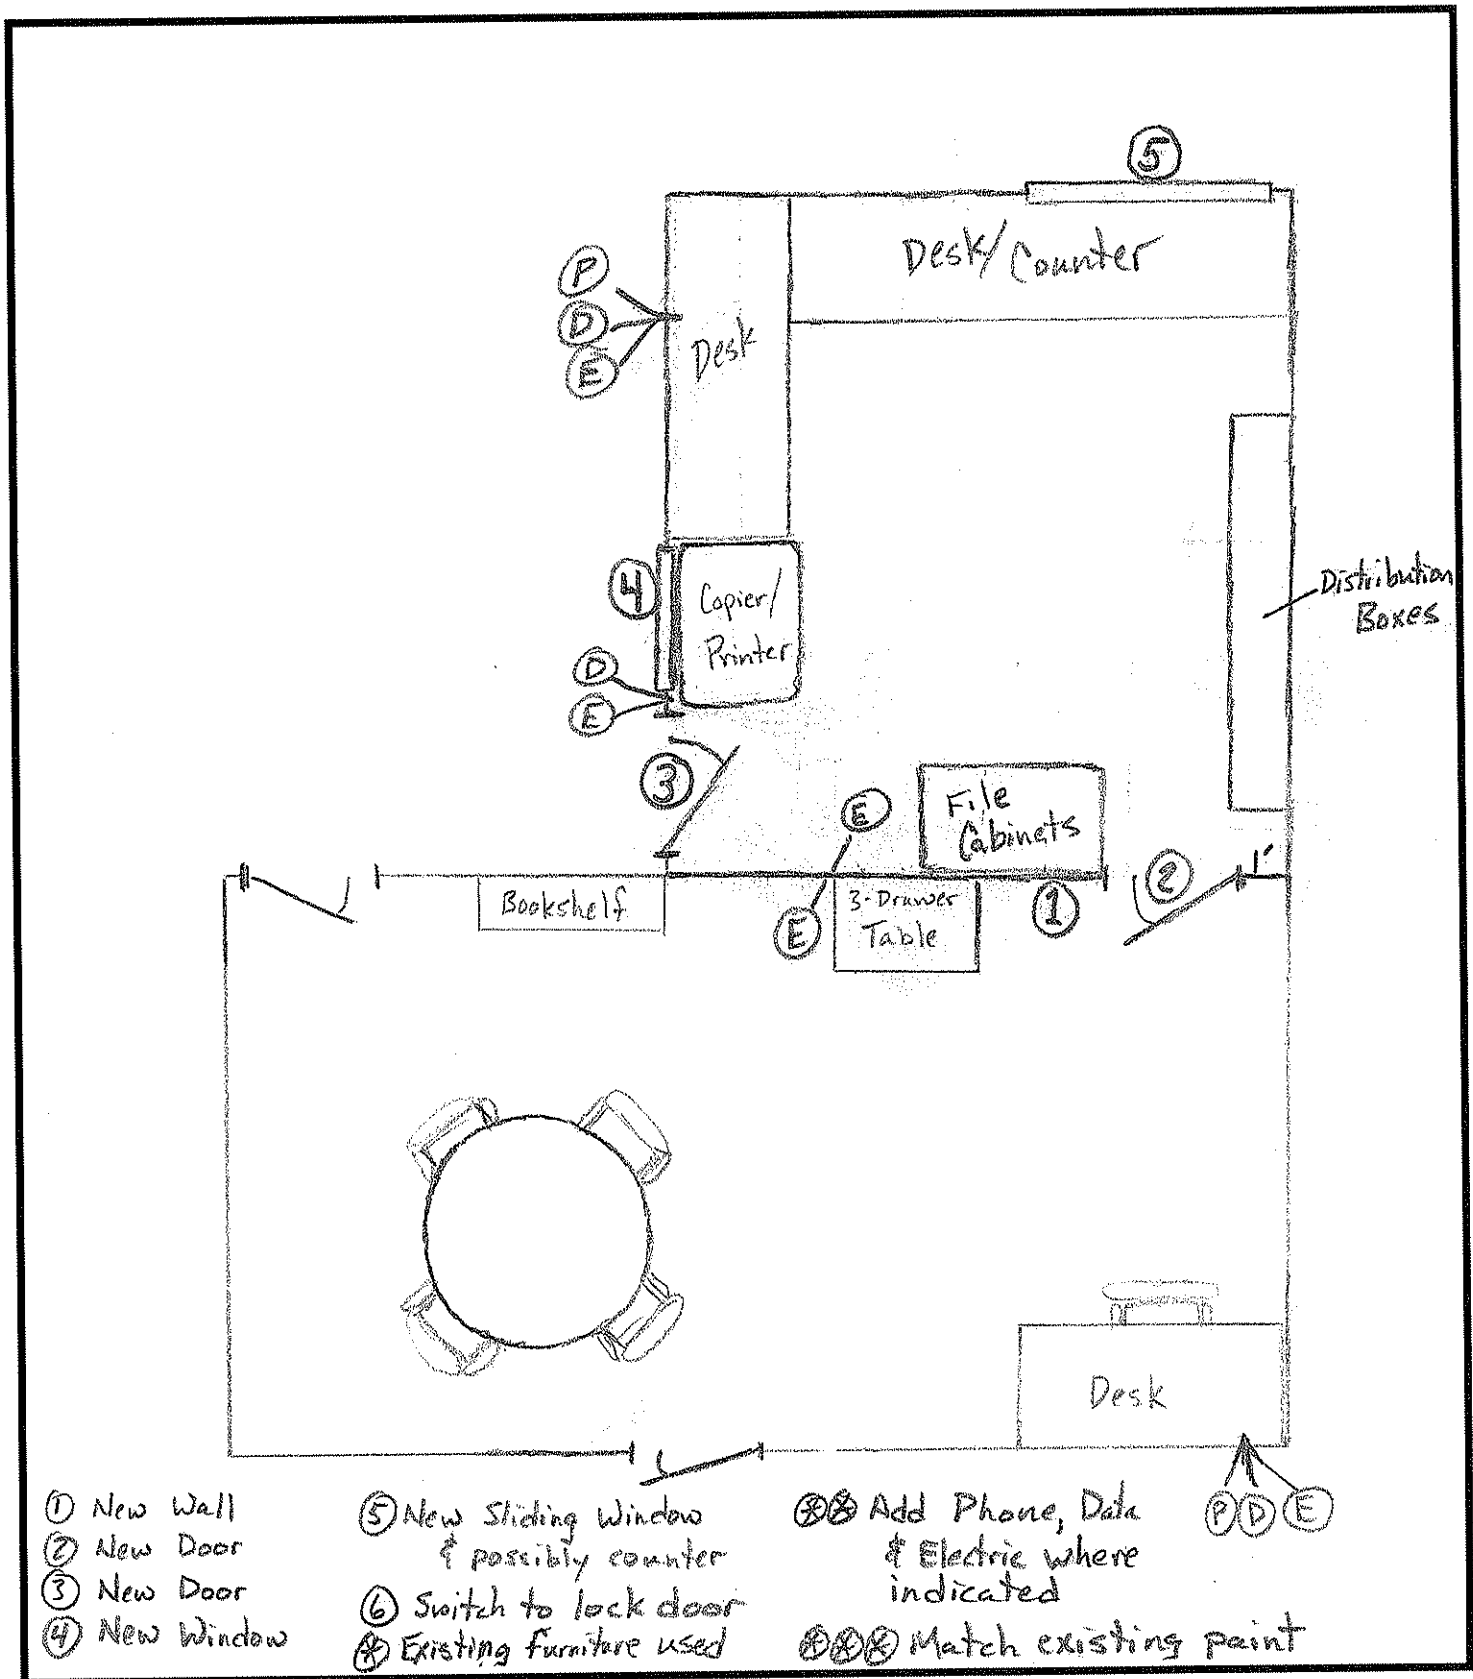 ⑤
Desk/Counter
Ⓟ
Ⓓ
Ⓔ
Desk
④
Copier/
Printer
Distribution
Boxes
Ⓓ
Ⓔ
③
Ⓔ
File
Cabinets
②
1'
Bookshelf
Ⓔ
3-Drawer
Table
①
Desk
Ⓟ Ⓓ Ⓔ
① New Wall
② New Door
③ New Door
④ New Window
⑤ New Sliding Window
& possibly counter
⑥ Switch to lock door
⊛ Existing furniture used
⊛⊛ Add Phone, Data
& Electric where
indicated
⊛⊛⊛ Match existing paint